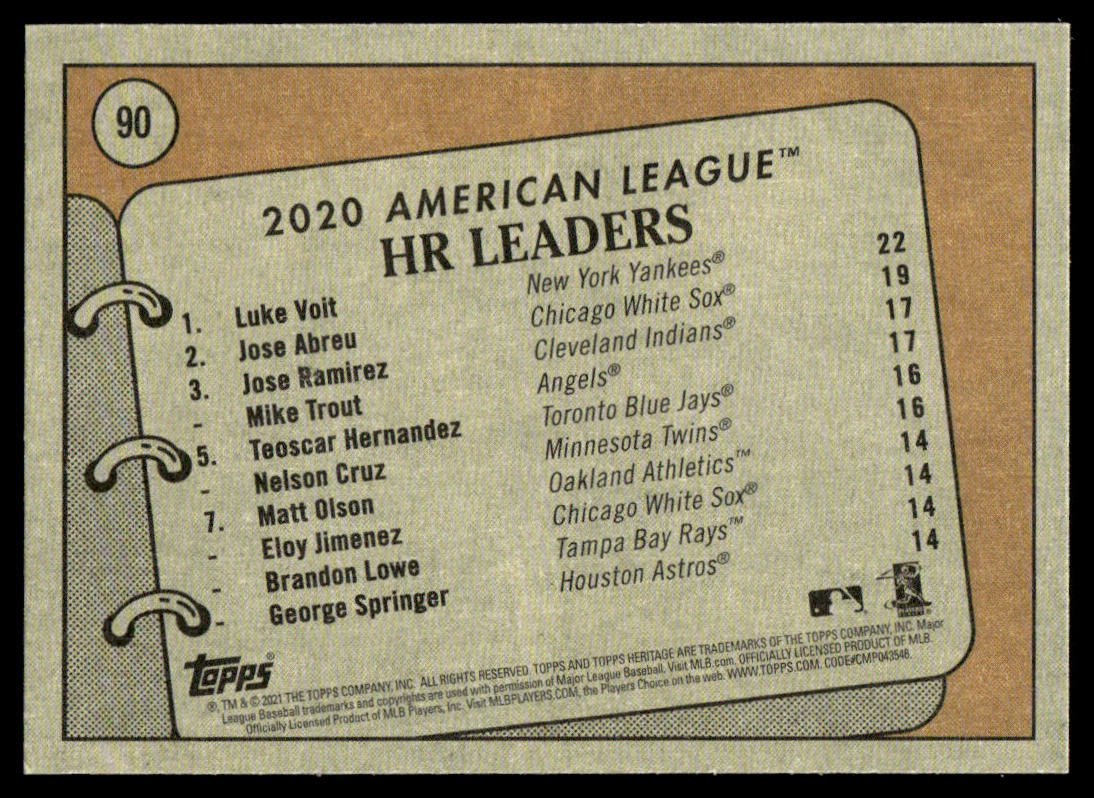 90
2020 AMERICAN LEAGUE™
HR LEADERS
1. Luke Voit New York Yankees® 22
2. Jose Abreu Chicago White Sox® 19
3. Jose Ramirez Cleveland Indians® 17
- Mike Trout Angels® 17
5. Teoscar Hernandez Toronto Blue Jays® 16
- Nelson Cruz Minnesota Twins® 16
7. Matt Olson Oakland Athletics™ 14
- Eloy Jimenez Chicago White Sox® 14
- Brandon Lowe Tampa Bay Rays™ 14
- George Springer Houston Astros® 14
Topps®
®, TM & © 2021 THE TOPPS COMPANY, INC. ALL RIGHTS RESERVED. TOPPS AND TOPPS HERITAGE ARE TRADEMARKS OF THE TOPPS COMPANY, INC. Major
League Baseball trademarks and copyrights are used with permission of Major League Baseball. Visit MLB.com. OFFICIALLY LICENSED PRODUCT OF MLB.
Officially Licensed Product of MLB Players, Inc. Visit MLBPLAYERS.COM, the Players Choice on the web. WWW.TOPPS.COM. CODE#CMP043548.